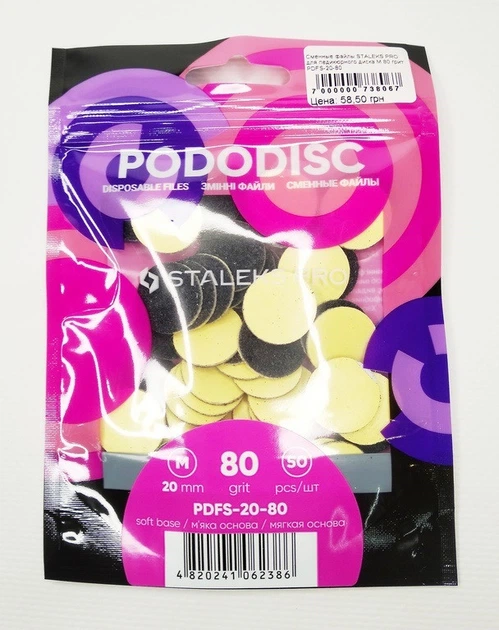 Сменные файлы STALEKS PRO
для педикюрного диска M 80 грит
PDFS-20-80
7 000000 738067
Цена: 58,50 грн
PODODISC
DISPOSABLE FILES ЗМІННІ ФАЙЛИ СМЕННЫЕ ФАЙЛЫ
STALEKS PRO
M 80 50
20 mm grit pcs/шт
PDFS-20-80
soft base / м'яка основа / мягкая основа
4 820241 062386